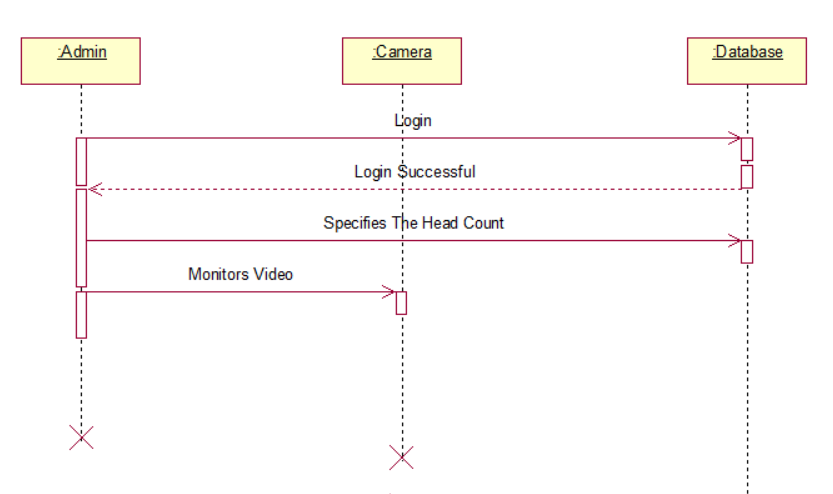 :Admin
:Camera
:Database
Login
Login Successful
Specifies The Head Count
Monitors Video